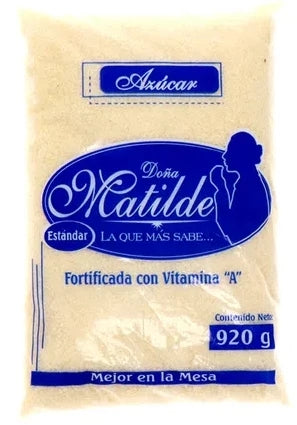 Azúcar
Doña
Matilde
Estándar
LA QUE MÁS SABE...
Fortificada con Vitamina “A”
Contenido Neto:
920 g
Mejor en la Mesa